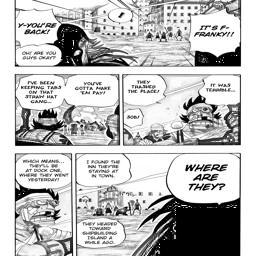 IT'S F-
FRANKY!!
Y-YOU'RE
BACK!
OH! ARE YOU
GUYS OKAY?
IT WAS
TERRIBLE...
THEY
TRASHED
THE PLACE!
SOB!
YOU'VE
GOTTA
MAKE
'EM PAY!
I'VE BEEN
KEEPING TABS
ON THAT
STRAW HAT
GANG...
WHERE
ARE
THEY?
I FOUND THE
INN THEY'RE
STAYING AT
IN TOWN.
THEY HEADED
TOWARD
SHIPBUILDING
ISLAND A
WHILE AGO.
WHICH MEANS...
THEY'LL BE
AT DOCK ONE,
WHERE THEY WENT
YESTERDAY!